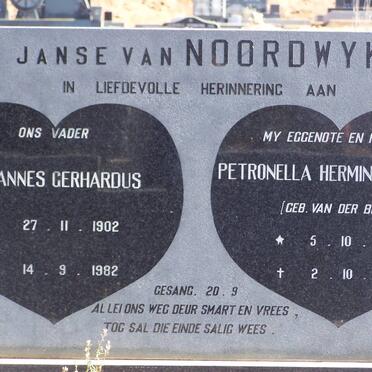 JANSE VAN NOORDWYK
IN LIEFDEVOLLE HERINNERING AAN
ONS VADER
ANNES GERHARDUS
27 . 11 . 1902
14 . 9 . 1982
MY EGGENOTE EN
PETRONELLA HERMIN
[GEB. VAN DER B
★ 5 . 10 .
† 2 . 10 .
GESANG. 20 . 9
AL LEI ONS WEG DEUR SMART EN VREES ,
TOG SAL DIE EINDE SALIG WEES .